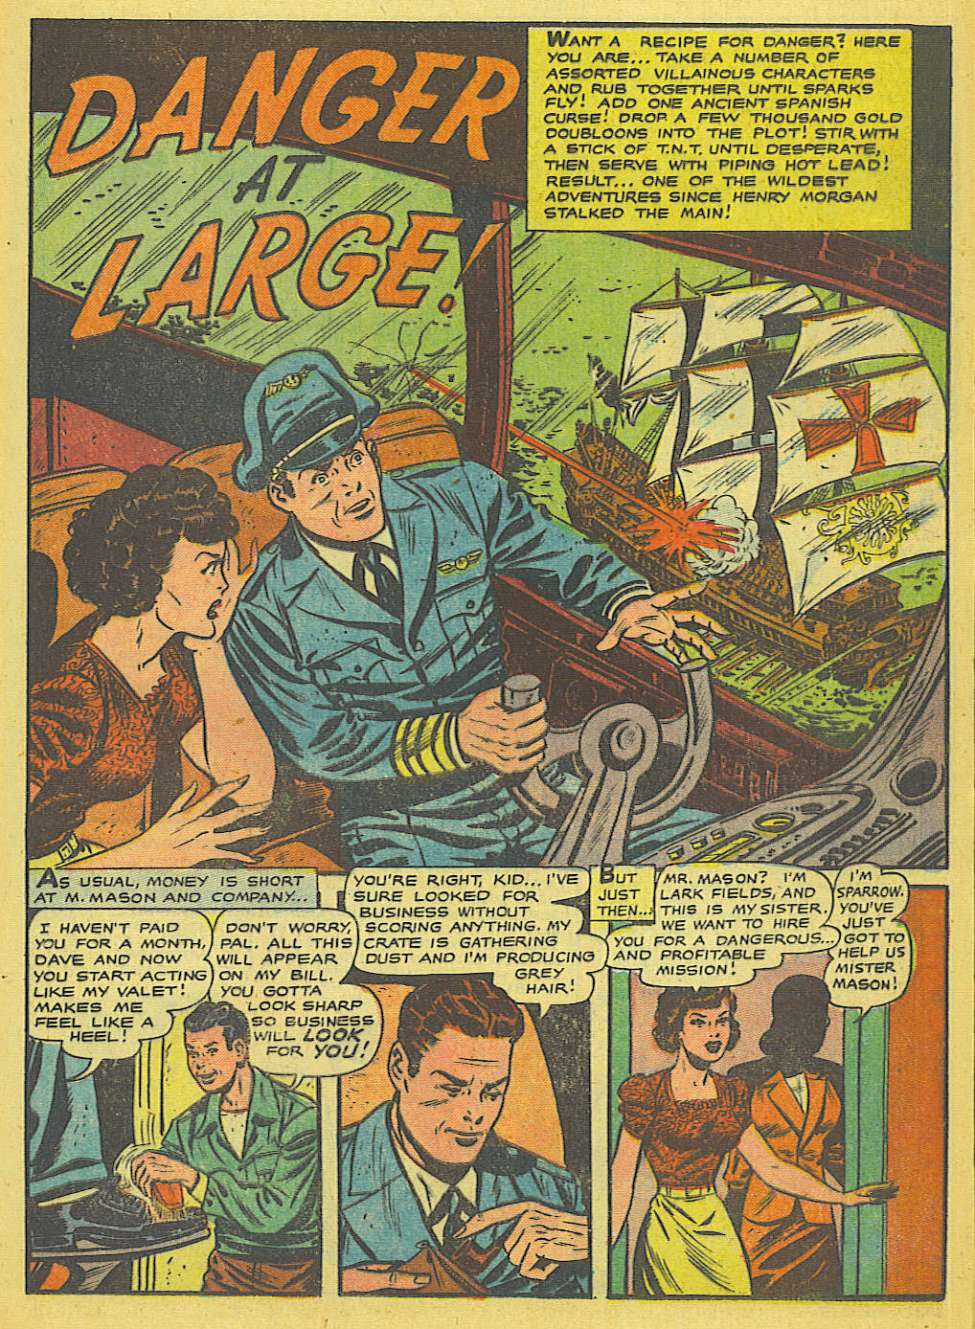 DANGER
AT
LARGE!
WANT A RECIPE FOR DANGER? HERE
YOU ARE... TAKE A NUMBER OF
ASSORTED VILLAINOUS CHARACTERS
AND RUB TOGETHER UNTIL SPARKS
FLY! ADD ONE ANCIENT SPANISH
CURSE! DROP A FEW THOUSAND GOLD
DOUBLOONS INTO THE PLOT! STIR WITH
A STICK OF T.N.T. UNTIL DESPERATE,
THEN SERVE WITH PIPING HOT LEAD!
RESULT... ONE OF THE WILDEST
ADVENTURES SINCE HENRY MORGAN
STALKED THE MAIN!
AS USUAL, MONEY IS SHORT
AT M. MASON AND COMPANY...
I HAVEN'T PAID
YOU FOR A MONTH,
DAVE AND NOW
YOU START ACTING
LIKE MY VALET!
MAKES ME
FEEL LIKE A
HEEL!
DON'T WORRY,
PAL. ALL THIS
WILL APPEAR
ON MY BILL.
YOU GOTTA
LOOK SHARP
SO BUSINESS
WILL LOOK
FOR YOU!
YOU'RE RIGHT, KID... I'VE
SURE LOOKED FOR
BUSINESS WITHOUT
SCORING ANYTHING. MY
CRATE IS GATHERING
DUST AND I'M PRODUCING
GREY
HAIR!
BUT
JUST
THEN...
MR. MASON? I'M
LARK FIELDS, AND
THIS IS MY SISTER.
WE WANT TO HIRE
YOU FOR A DANGEROUS...
AND PROFITABLE
MISSION!
I'M
SPARROW.
YOU'VE
JUST
GOT TO
HELP US
MISTER
MASON!